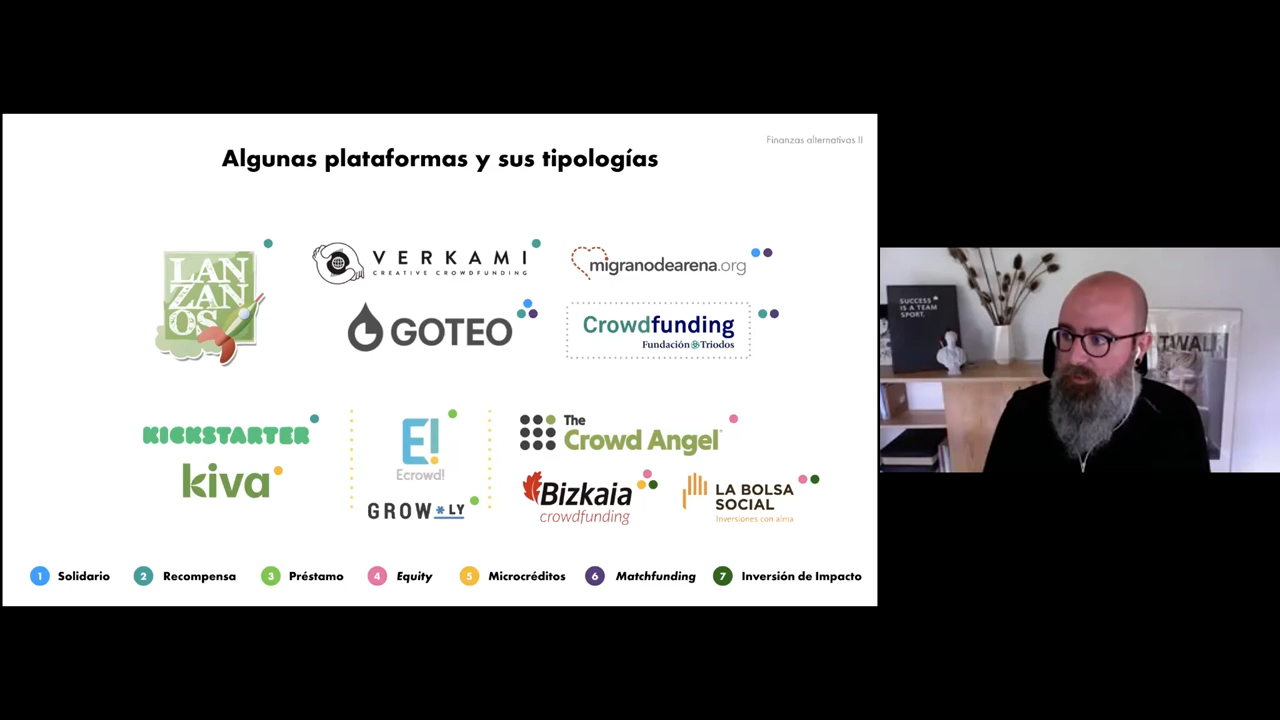 Finanzas alternativas II
Algunas plataformas y sus tipologías
LAN
ZAN
OS
VERKAMI
CREATIVE CROWDFUNDING
migranodearena.org
GOTEO
Crowdfunding
Fundación Triodos
KICKSTARTER
kiva
E!
Ecrowd!
GROW*LY
The
Crowd Angel
Bizkaia
crowdfunding
LA BOLSA
SOCIAL
Inversiones con alma
1 Solidario
2 Recompensa
3 Préstamo
4 Equity
5 Microcréditos
6 Matchfunding
7 Inversión de Impacto
SUCCESS
IS A TEAM
SPORT.
TWALK